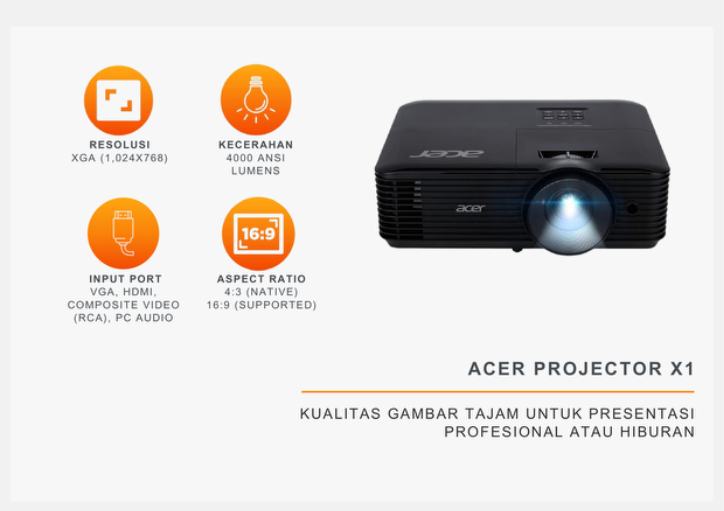 RESOLUSI
XGA (1,024X768)
KECERAHAN
4000 ANSI
LUMENS
INPUT PORT
VGA, HDMI,
COMPOSITE VIDEO
(RCA), PC AUDIO
16:9
ASPECT RATIO
4:3 (NATIVE)
16:9 (SUPPORTED)
acer
acer
ACER PROJECTOR X1
KUALITAS GAMBAR TAJAM UNTUK PRESENTASI
PROFESIONAL ATAU HIBURAN